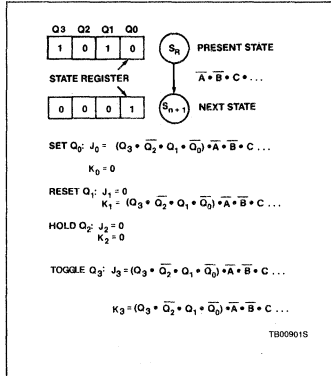 Q3 Q2 Q1 Q0
1 0 1 0
S_R PRESENT STATE
STATE REGISTER
A̅ • B̅ • C • ...
0 0 0 1
S_n+1 NEXT STATE
SET Q₀: J₀ = (Q₃ • Q̅₂ • Q₁ • Q̅₀) • A̅ • B̅ • C ...
K₀ = 0
RESET Q₁: J₁ = 0
K₁ = (Q₃ • Q̅₂ • Q₁ • Q̅₀) • A̅ • B̅ • C ...
HOLD Q₂: J₂ = 0
K₂ = 0
TOGGLE Q₃: J₃ = (Q₃ • Q̅₂ • Q₁ • Q̅₀) • A̅ • B̅ • C ...
K₃ = (Q₃ • Q̅₂ • Q₁ • Q̅₀) • A̅ • B̅ • C ...
TB00901S